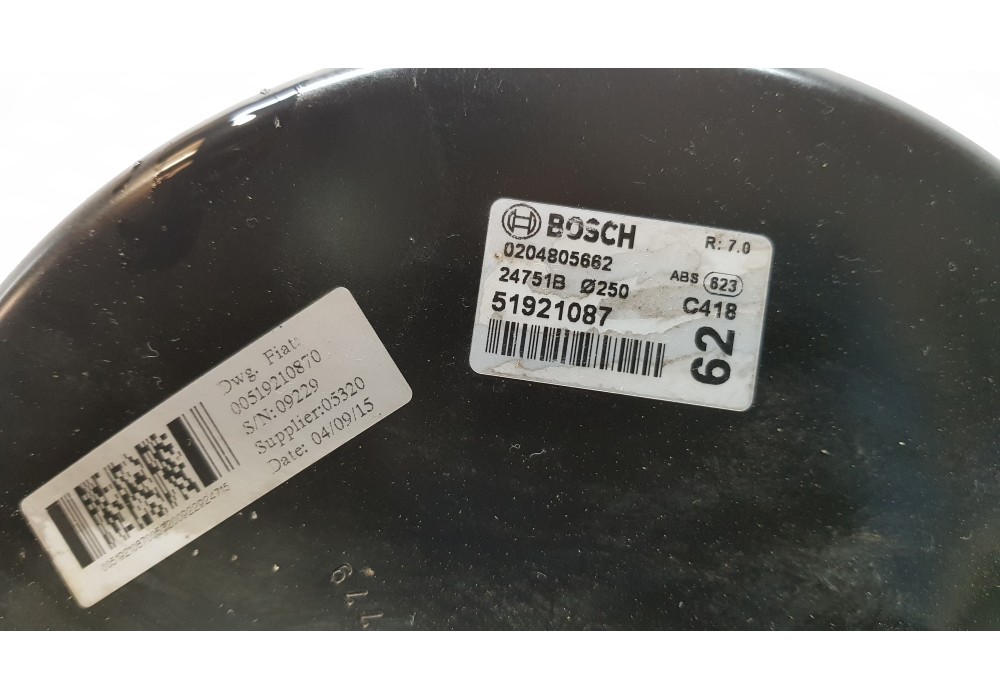 BOSCH R: 7.0
0204805662
24751B Ø250 ABS 623
51921087 C418
62
Dwg. Fiat:
00519210870
S/N:09229
Supplier:05320
Date: 04/09/15